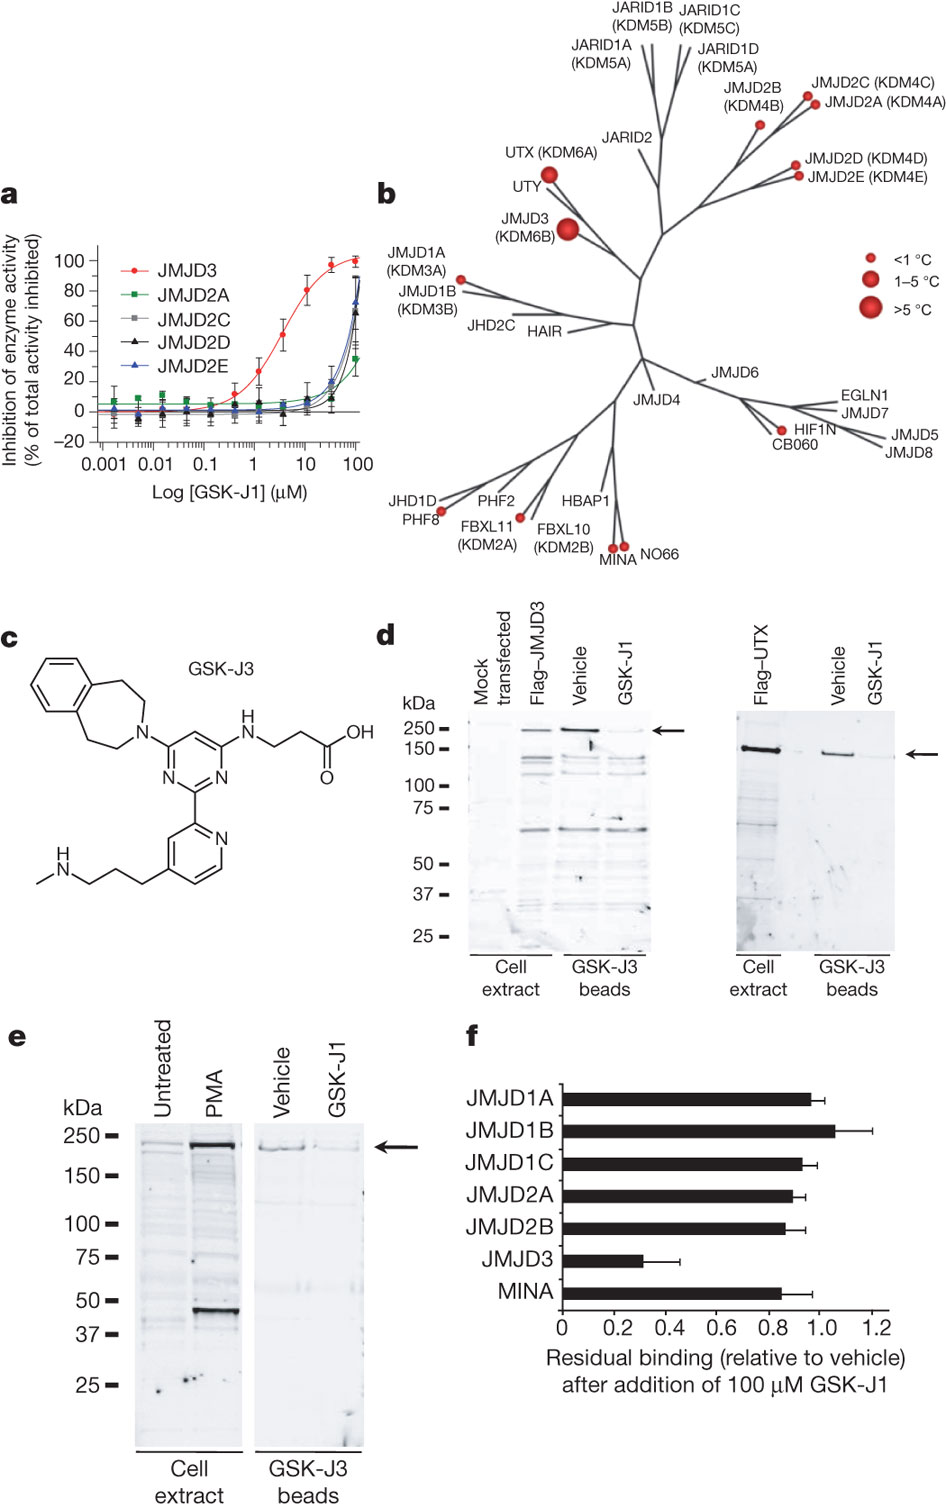 a
Inhibition of enzyme activity
(% of total activity inhibited)
100
80
60
40
20
0
−20
JMJD3
JMJD2A
JMJD2C
JMJD2D
JMJD2E
0.001 0.01 0.1 1 10 100
Log [GSK-J1] (µM)
b
JARID1B
(KDM5B)
JARID1C
(KDM5C)
JARID1A
(KDM5A)
JARID1D
(KDM5A)
JMJD2B
(KDM4B)
JMJD2C (KDM4C)
JMJD2A (KDM4A)
JARID2
UTX (KDM6A)
UTY
JMJD2D (KDM4D)
JMJD2E (KDM4E)
JMJD3
(KDM6B)
JMJD1A
(KDM3A)
JMJD1B
(KDM3B)
JHD2C
HAIR
<1 °C
1–5 °C
>5 °C
JMJD4
JMJD6
EGLN1
JMJD7
HIF1N
CB060
JMJD5
JMJD8
JHD1D
PHF8
PHF2
FBXL11
(KDM2A)
FBXL10
(KDM2B)
HBAP1
MINA
NO66
c
GSK-J3
N
H
N
OH
O
N
N
N
H
N
d
kDa
Mock
transfected
Flag–JMJD3
Vehicle
GSK-J1
Flag–UTX
Vehicle
GSK-J1
250
150
100
75
50
37
25
Cell
extract
GSK-J3
beads
Cell
extract
GSK-J3
beads
e
kDa
Untreated
PMA
Vehicle
GSK-J1
250
150
100
75
50
37
25
Cell
extract
GSK-J3
beads
f
JMJD1A
JMJD1B
JMJD1C
JMJD2A
JMJD2B
JMJD3
MINA
0 0.2 0.4 0.6 0.8 1.0 1.2
Residual binding (relative to vehicle)
after addition of 100 µM GSK-J1